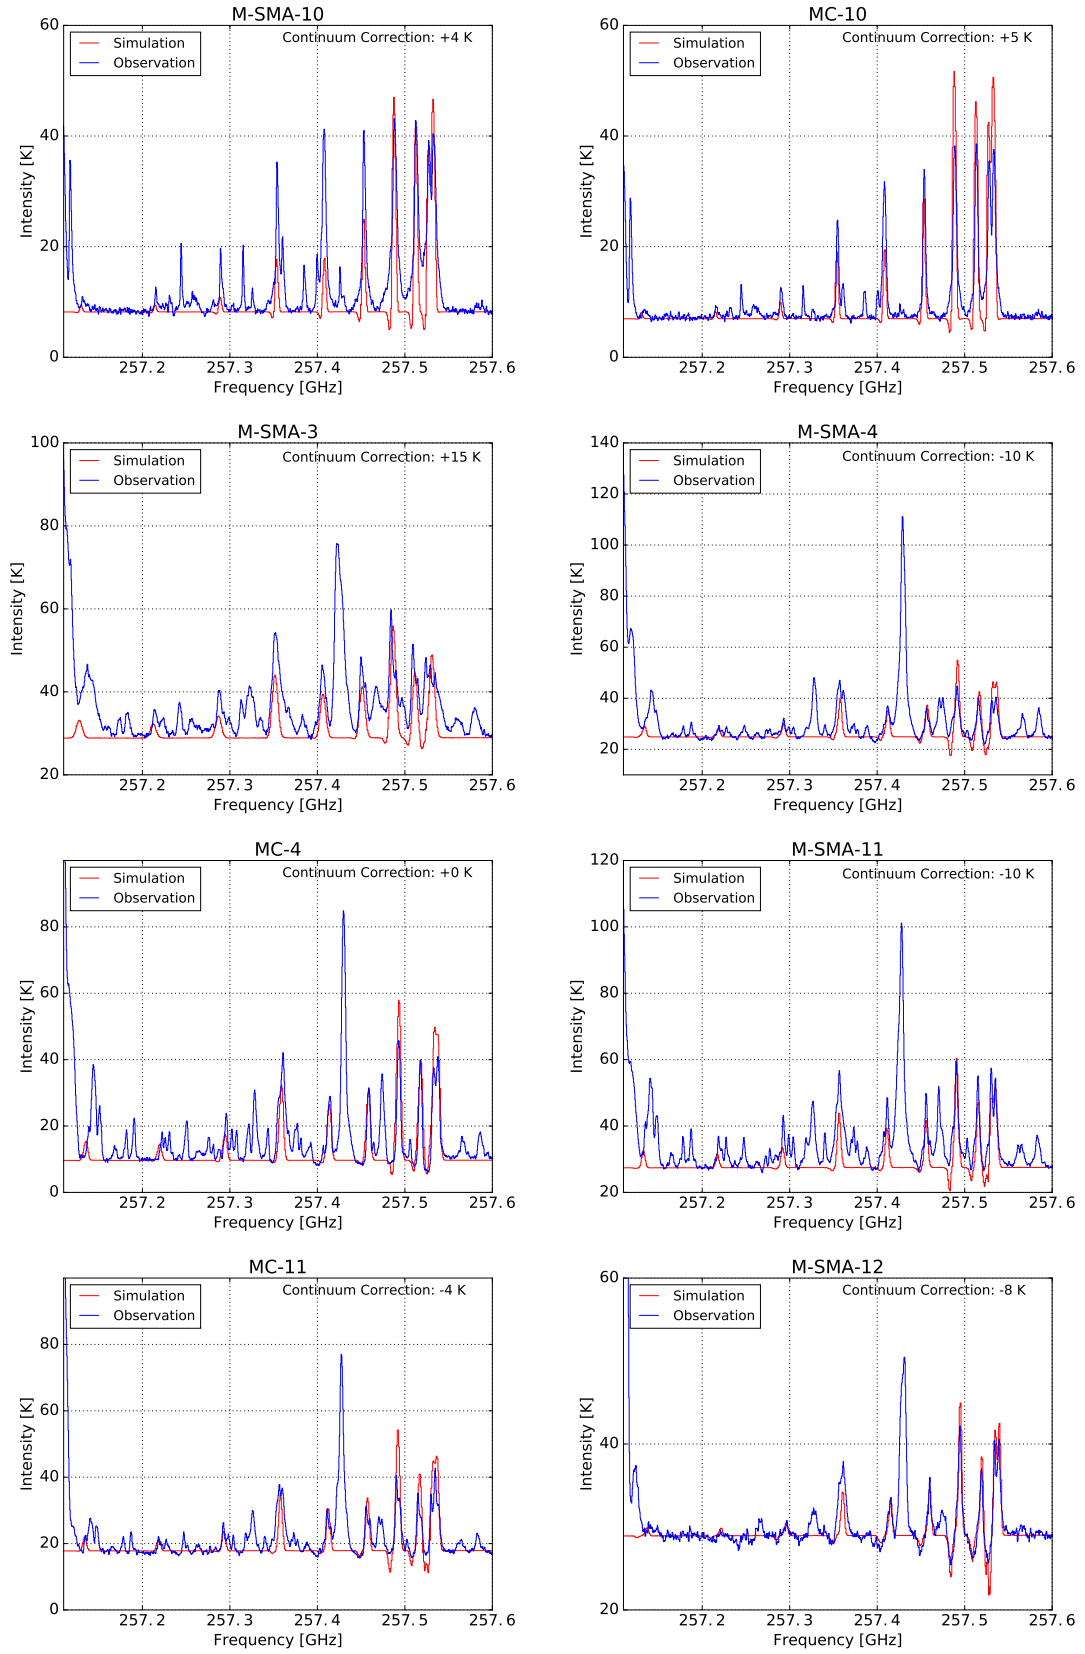 M-SMA-10
Simulation
Observation
Continuum Correction: +4 K
60
40
20
0
Intensity [K]
257.2 257.3 257.4 257.5 257.6
Frequency [GHz]
MC-10
Simulation
Observation
Continuum Correction: +5 K
60
40
20
0
Intensity [K]
257.2 257.3 257.4 257.5 257.6
Frequency [GHz]
M-SMA-3
Simulation
Observation
Continuum Correction: +15 K
100
80
60
40
20
Intensity [K]
257.2 257.3 257.4 257.5 257.6
Frequency [GHz]
M-SMA-4
Simulation
Observation
Continuum Correction: -10 K
140
120
100
80
60
40
20
Intensity [K]
257.2 257.3 257.4 257.5 257.6
Frequency [GHz]
MC-4
Simulation
Observation
Continuum Correction: +0 K
80
60
40
20
0
Intensity [K]
257.2 257.3 257.4 257.5 257.6
Frequency [GHz]
M-SMA-11
Simulation
Observation
Continuum Correction: -10 K
120
100
80
60
40
20
Intensity [K]
257.2 257.3 257.4 257.5 257.6
Frequency [GHz]
MC-11
Simulation
Observation
Continuum Correction: -4 K
80
60
40
20
0
Intensity [K]
257.2 257.3 257.4 257.5 257.6
Frequency [GHz]
M-SMA-12
Simulation
Observation
Continuum Correction: -8 K
60
40
20
Intensity [K]
257.2 257.3 257.4 257.5 257.6
Frequency [GHz]